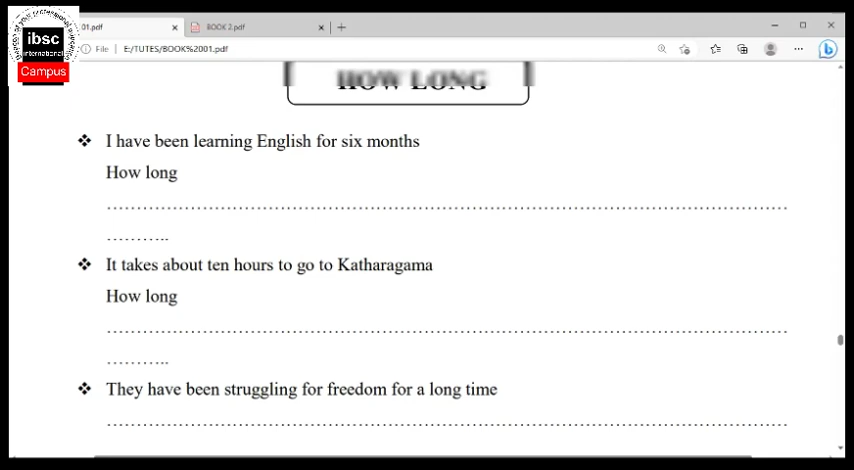 ibsc
international
Campus
01.pdf
BOOK 2.pdf
File | E:/TUTES/BOOK%2001.pdf
HOW LONG
❖ I have been learning English for six months
How long
................................................................................................................
...........
❖ It takes about ten hours to go to Katharagama
How long
................................................................................................................
...........
❖ They have been struggling for freedom for a long time
................................................................................................................